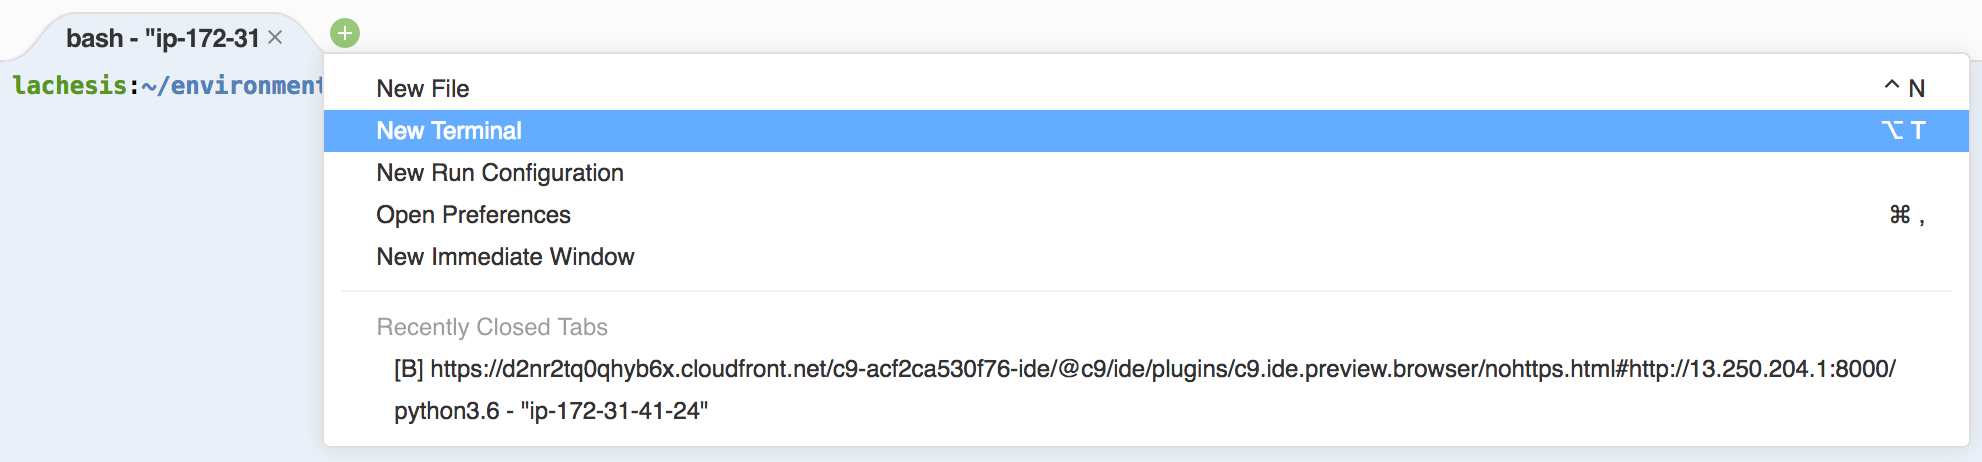 bash - "ip-172-31
lachesis:~/environment
New File ^ N
New Terminal ⌥ T
New Run Configuration
Open Preferences ⌘ ,
New Immediate Window
Recently Closed Tabs
[B] https://d2nr2tq0qhyb6x.cloudfront.net/c9-acf2ca530f76-ide/@c9/ide/plugins/c9.ide.preview.browser/nohttps.html#http://13.250.204.1:8000/
python3.6 - "ip-172-31-41-24"